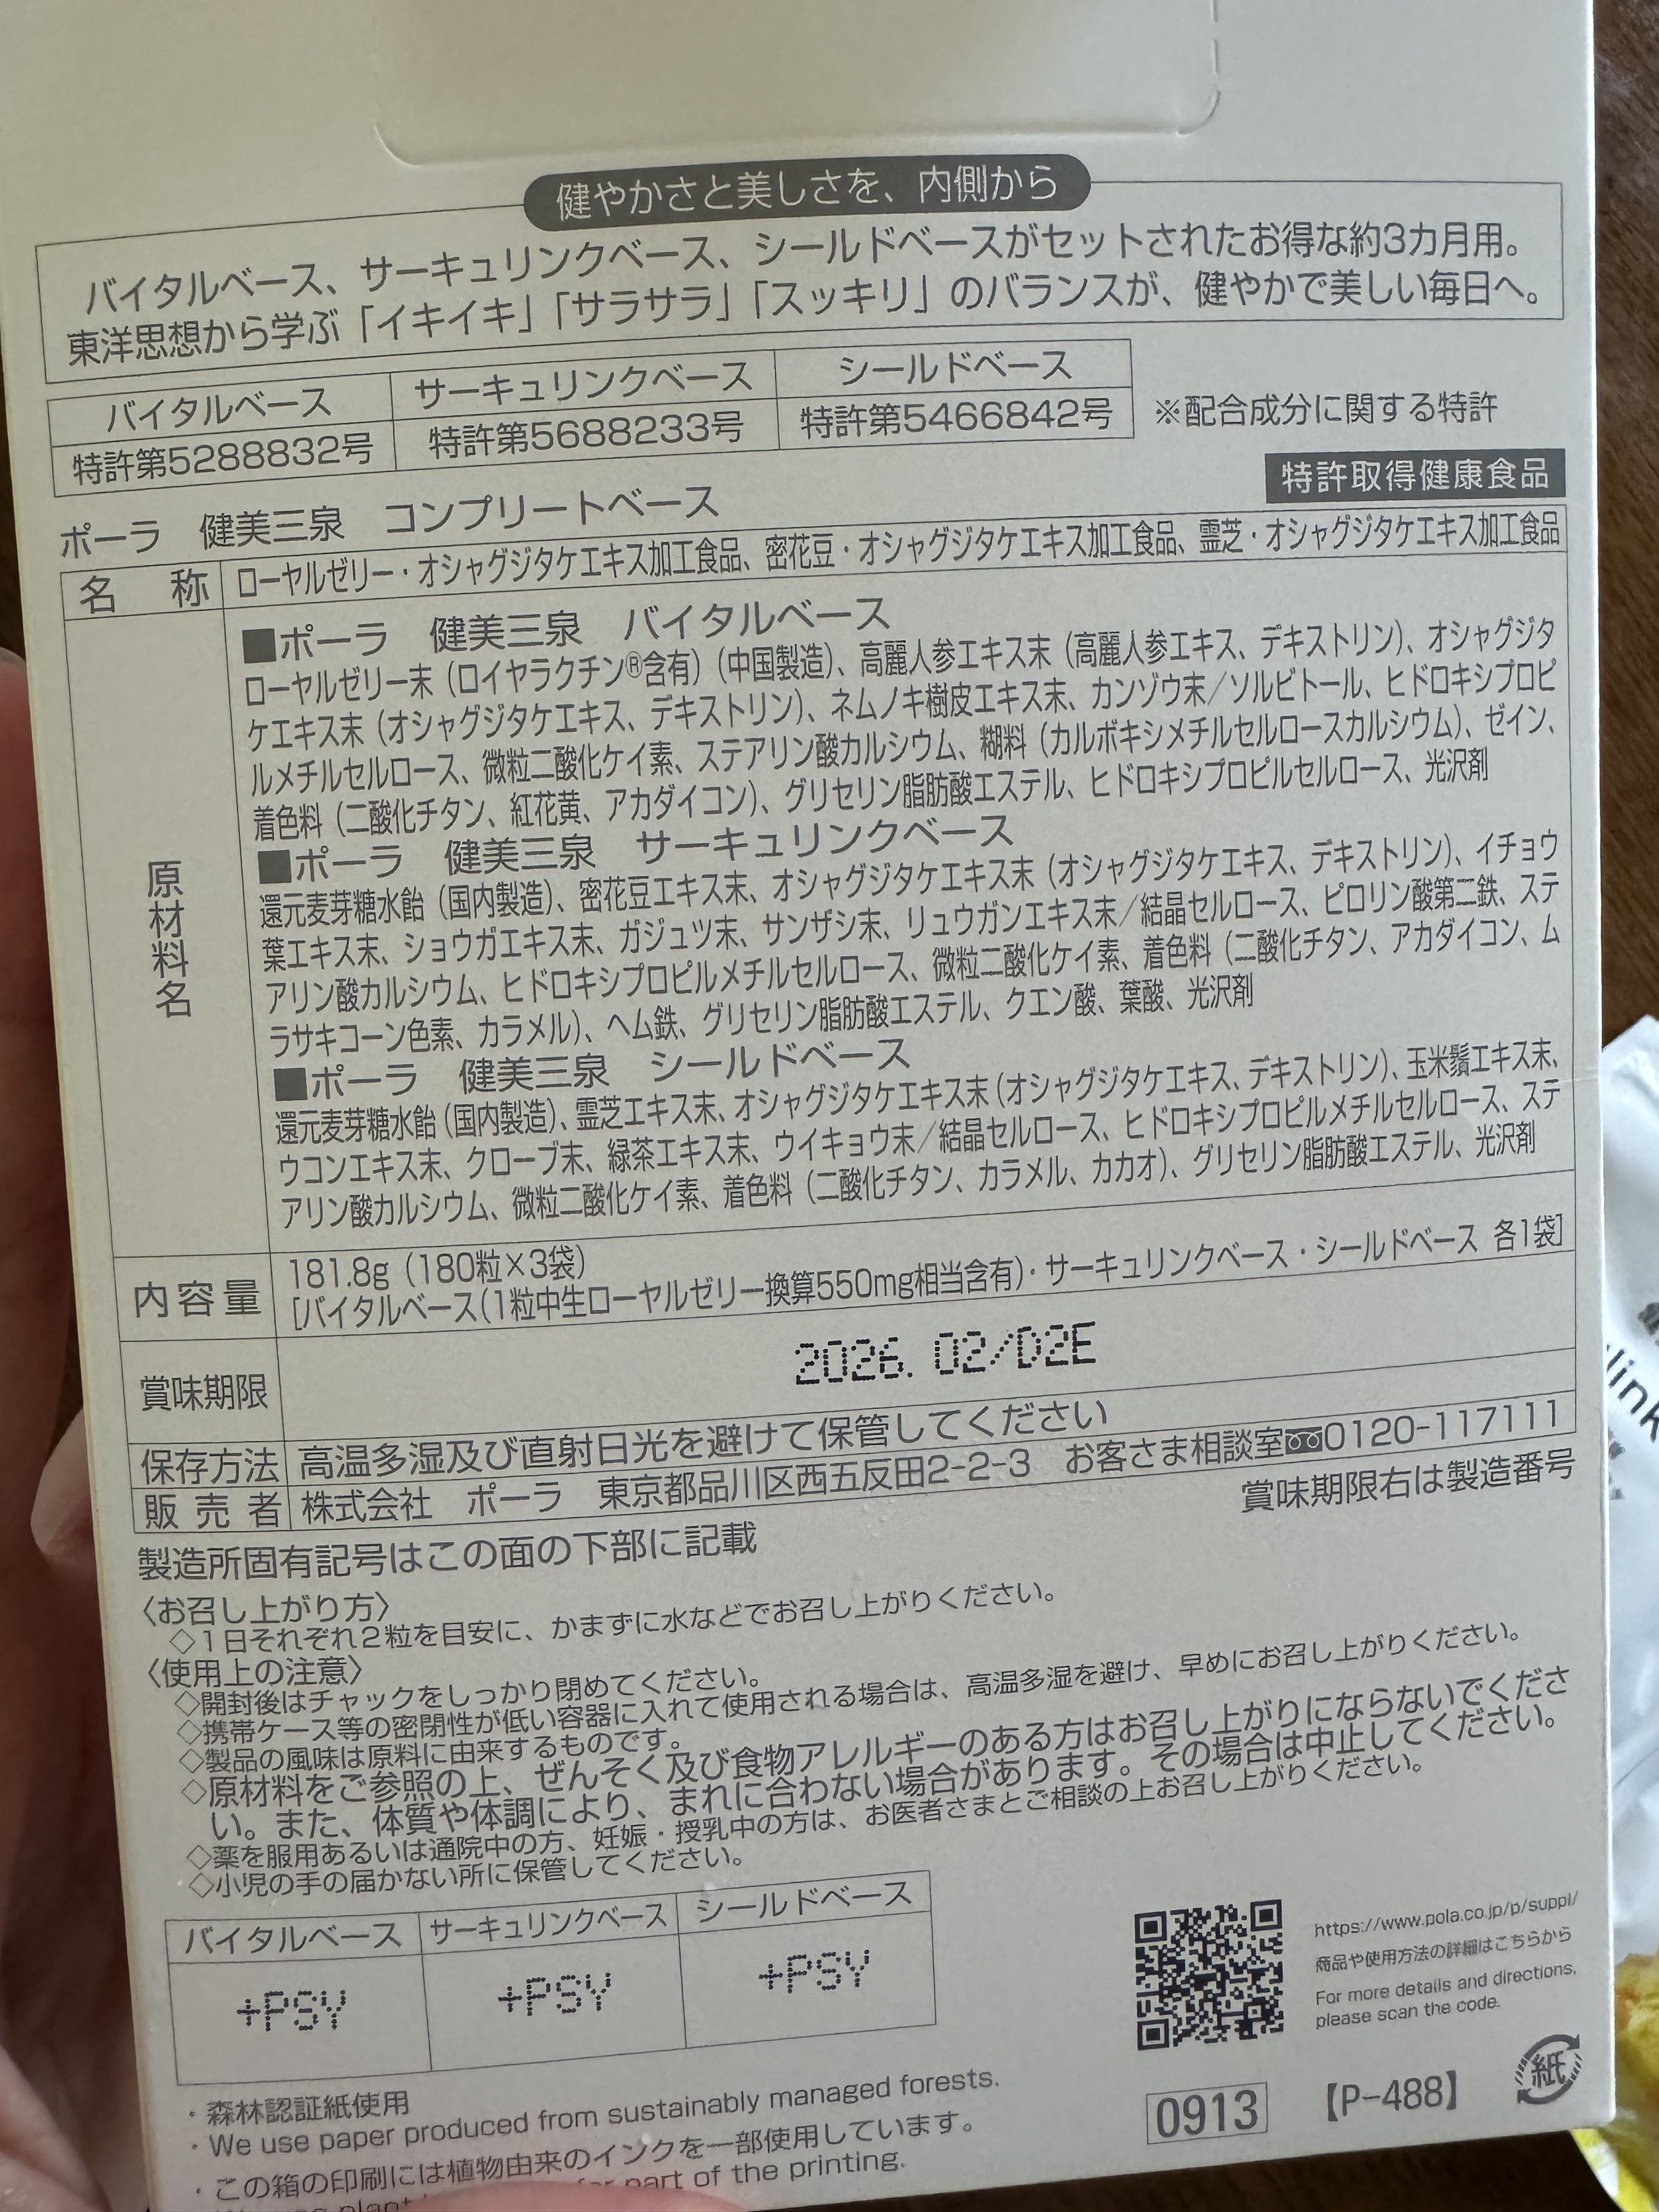 健やかさと美しさを、内側から
バイタルベース、サーキュリンクベース、シールドベースがセットされたお得な約3カ月用。
東洋思想から学ぶ「イキイキ」「サラサラ」「スッキリ」のバランスが、健やかで美しい毎日へ。
バイタルベース サーキュリンクベース シールドベース
特許第5288832号 特許第5688233号 特許第5466842号 ※配合成分に関する特許
特許取得健康食品
ポーラ 健美三泉 コンプリートベース
名称 ローヤルゼリー・オシャグジタケエキス加工食品、密花豆・オシャグジタケエキス加工食品、霊芝・オシャグジタケエキス加工食品
原材料名
■ポーラ 健美三泉 バイタルベース
ローヤルゼリー末（ロイヤラクチン®含有）（中国製造）、高麗人参エキス末（高麗人参エキス、デキストリン）、オシャグジタ
ケエキス末（オシャグジタケエキス、デキストリン）、ネムノキ樹皮エキス末、カンゾウ末／ソルビトール、ヒドロキシプロピ
ルメチルセルロース、微粒二酸化ケイ素、ステアリン酸カルシウム、糊料（カルボキシメチルセルロースカルシウム）、ゼイン、
着色料（二酸化チタン、紅花黄、アカダイコン）、グリセリン脂肪酸エステル、ヒドロキシプロピルセルロース、光沢剤
■ポーラ 健美三泉 サーキュリンクベース
還元麦芽糖水飴（国内製造）、密花豆エキス末、オシャグジタケエキス末（オシャグジタケエキス、デキストリン）、イチョウ
葉エキス末、ショウガエキス末、ガジュツ末、サンザシ末、リュウガンエキス末／結晶セルロース、ピロリン酸第二鉄、ステ
アリン酸カルシウム、ヒドロキシプロピルメチルセルロース、微粒二酸化ケイ素、着色料（二酸化チタン、アカダイコン、ム
ラサキコーン色素、カラメル）、ヘム鉄、グリセリン脂肪酸エステル、クエン酸、葉酸、光沢剤
■ポーラ 健美三泉 シールドベース
還元麦芽糖水飴（国内製造）、霊芝エキス末、オシャグジタケエキス末（オシャグジタケエキス、デキストリン）、玉米鬚エキス末、
ウコンエキス末、クローブ末、緑茶エキス末、ウイキョウ末／結晶セルロース、ヒドロキシプロピルメチルセルロース、ステ
アリン酸カルシウム、微粒二酸化ケイ素、着色料（二酸化チタン、カラメル、カカオ）、グリセリン脂肪酸エステル、光沢剤
内容量 181.8g（180粒×3袋）
[バイタルベース（1粒中生ローヤルゼリー換算550mg相当含有）・サーキュリンクベース・シールドベース 各1袋]
賞味期限 2026.02/D2E
保存方法 高温多湿及び直射日光を避けて保管してください
販売者 株式会社 ポーラ 東京都品川区西五反田2-2-3 お客さま相談室0120-117111
賞味期限右は製造番号
製造所固有記号はこの面の下部に記載
〈お召し上がり方〉
◇1日それぞれ2粒を目安に、かまずに水などでお召し上がりください。
〈使用上の注意〉
◇開封後はチャックをしっかり閉めてください。
◇携帯ケース等の密閉性が低い容器に入れて使用される場合は、高温多湿を避け、早めにお召し上がりください。
◇製品の風味は原料に由来するものです。
◇原材料をご参照の上、ぜんそく及び食物アレルギーのある方はお召し上がりにならないでくださ
い。また、体質や体調により、まれに合わない場合があります。その場合は中止してください。
◇薬を服用あるいは通院中の方、妊娠・授乳中の方は、お医者さまとご相談の上お召し上がりください。
◇小児の手の届かない所に保管してください。
バイタルベース サーキュリンクベース シールドベース
+PSY +PSY +PSY
https://www.pola.co.jp/p/suppl/
商品や使用方法の詳細はこちらから
For more details and directions,
please scan the code.
・森林認証紙使用
・We use paper produced from sustainably managed forests.
・この箱の印刷には植物由来のインクを一部使用しています。
part of the printing.
0913 【P-488】 紙
link